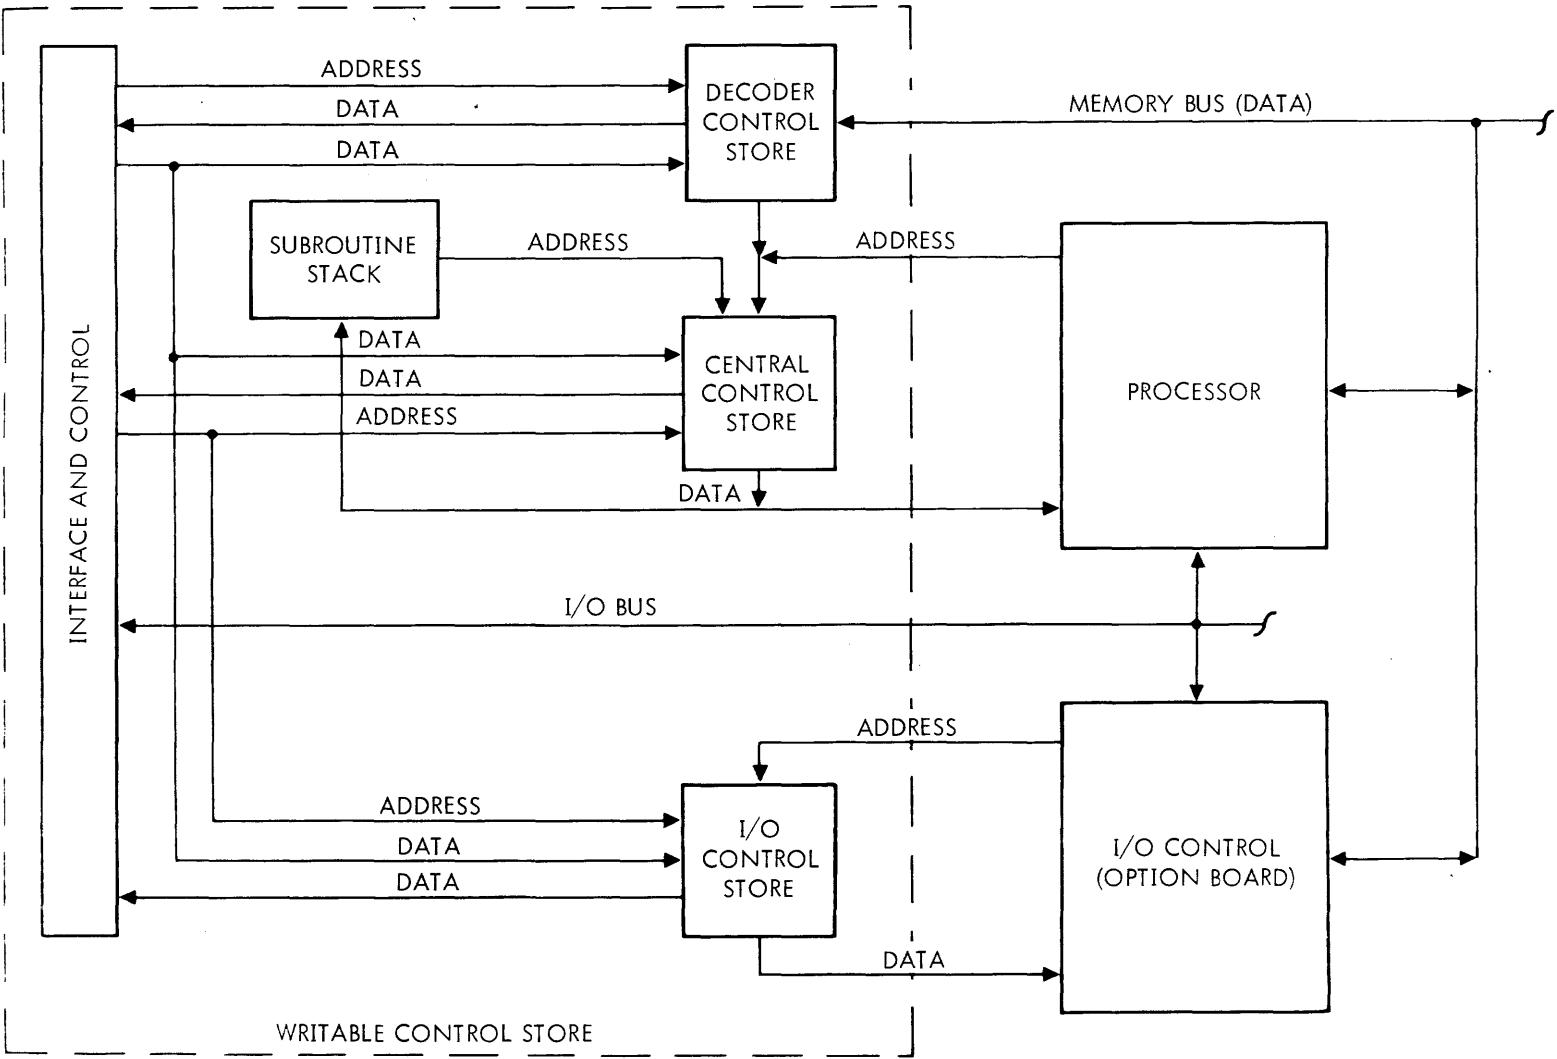 ADDRESS
DATA
DATA
DECODER
CONTROL
STORE
MEMORY BUS (DATA)
SUBROUTINE
STACK
ADDRESS
ADDRESS
INTERFACE AND CONTROL
DATA
DATA
ADDRESS
CENTRAL
CONTROL
STORE
PROCESSOR
DATA
I/O BUS
ADDRESS
ADDRESS
DATA
DATA
I/O
CONTROL
STORE
I/O CONTROL
(OPTION BOARD)
DATA
WRITABLE CONTROL STORE